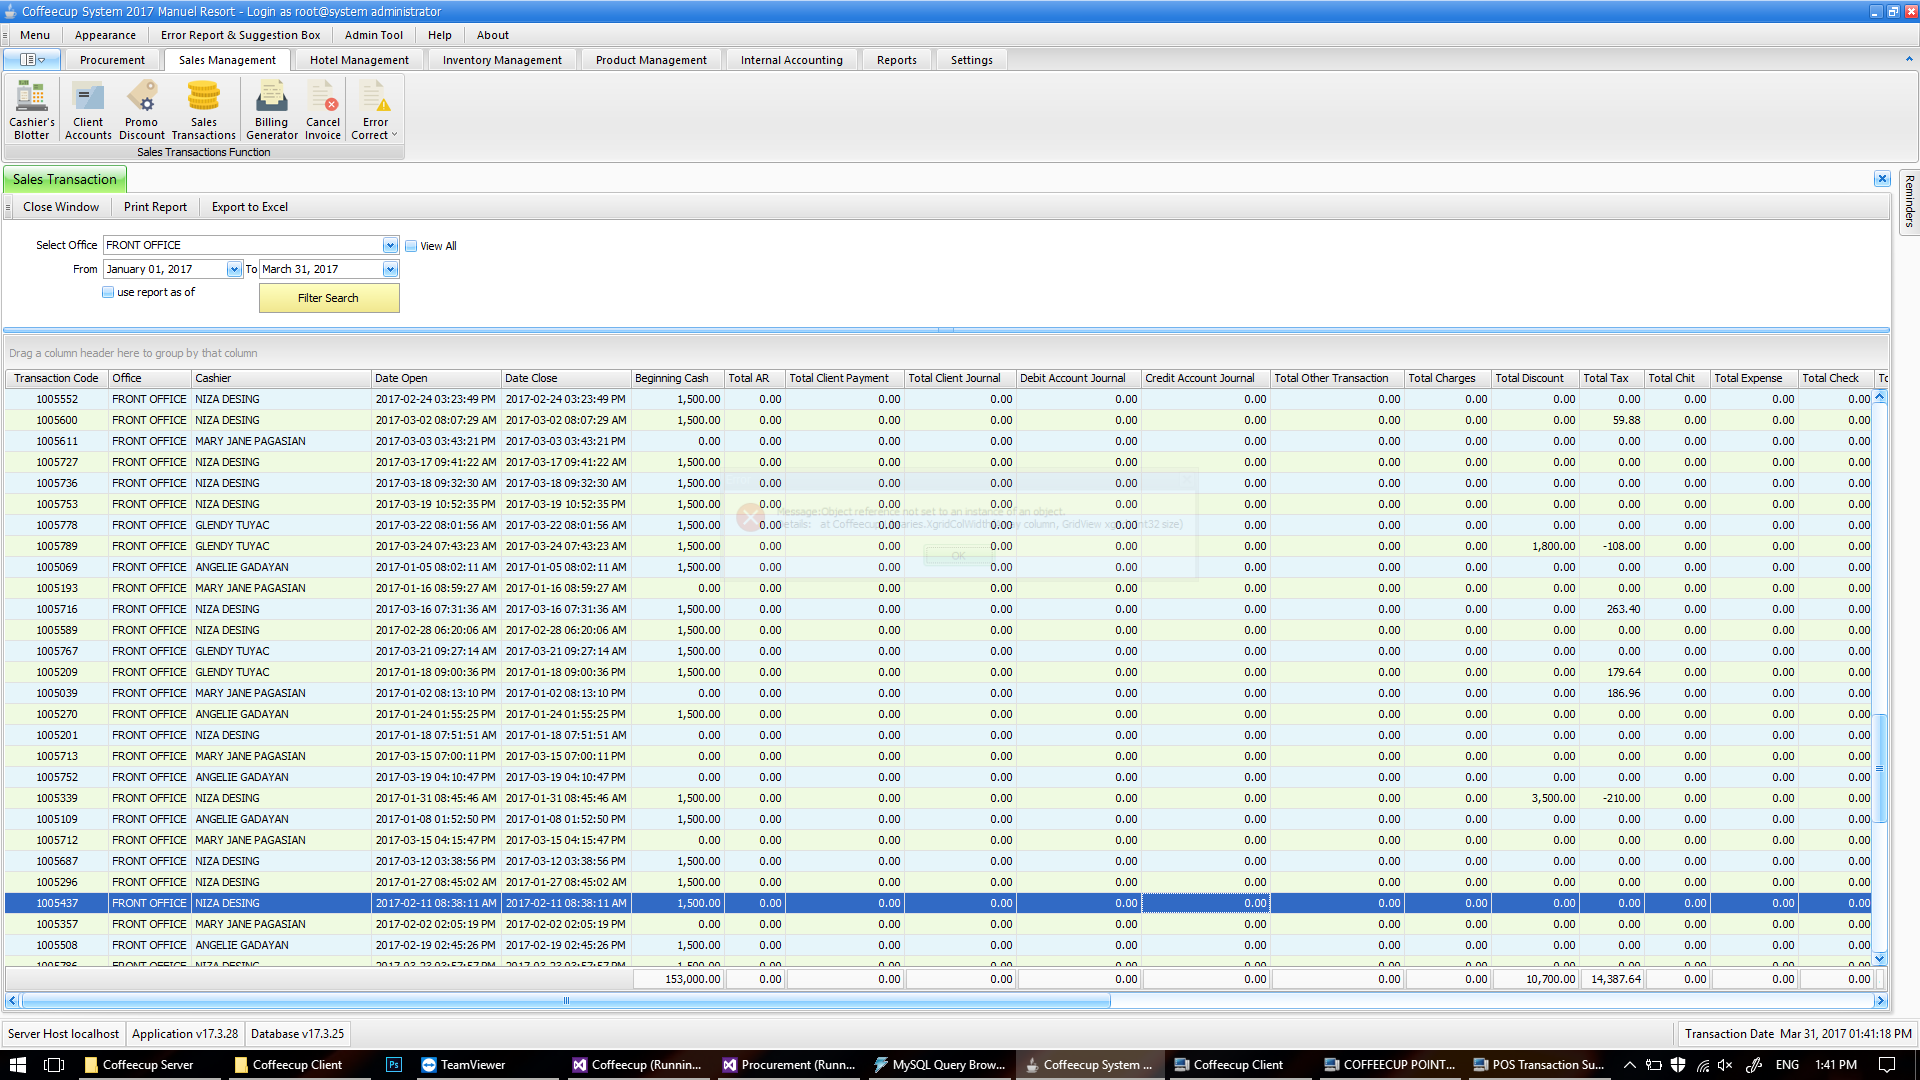 Coffeecup System 2017 Manuel Resort - Login as root@system administrator
Menu Appearance Error Report & Suggestion Box Admin Tool Help About
Procurement Sales Management Hotel Management Inventory Management Product Management Internal Accounting Reports Settings
Cashier's Blotter Client Accounts Promo Discount Sales Transactions Billing Generator Cancel Invoice Error Correct
Sales Transactions Function
Sales Transaction
Reminders
Close Window Print Report Export to Excel
Select Office FRONT OFFICE View All
From January 01, 2017 To March 31, 2017
use report as of Filter Search
Drag a column header here to group by that column
Transaction Code Office Cashier Date Open Date Close Beginning Cash Total AR Total Client Payment Total Client Journal Debit Account Journal Credit Account Journal Total Other Transaction Total Charges Total Discount Total Tax Total Chit Total Expense Total Check To
1005552 FRONT OFFICE NIZA DESING 2017-02-24 03:23:49 PM 2017-02-24 03:23:49 PM 1,500.00 0.00 0.00 0.00 0.00 0.00 0.00 0.00 0.00 0.00 0.00 0.00 0.00
1005600 FRONT OFFICE NIZA DESING 2017-03-02 08:07:29 AM 2017-03-02 08:07:29 AM 1,500.00 0.00 0.00 0.00 0.00 0.00 0.00 0.00 0.00 59.88 0.00 0.00 0.00
1005611 FRONT OFFICE MARY JANE PAGASIAN 2017-03-03 03:43:21 PM 2017-03-03 03:43:21 PM 0.00 0.00 0.00 0.00 0.00 0.00 0.00 0.00 0.00 0.00 0.00 0.00 0.00
1005727 FRONT OFFICE NIZA DESING 2017-03-17 09:41:22 AM 2017-03-17 09:41:22 AM 1,500.00 0.00 0.00 0.00 0.00 0.00 0.00 0.00 0.00 0.00 0.00 0.00 0.00
1005736 FRONT OFFICE NIZA DESING 2017-03-18 09:32:30 AM 2017-03-18 09:32:30 AM 1,500.00 0.00 0.00 0.00 0.00 0.00 0.00 0.00 0.00 0.00 0.00 0.00 0.00
1005753 FRONT OFFICE NIZA DESING 2017-03-19 10:52:35 PM 2017-03-19 10:52:35 PM 1,500.00 0.00 0.00 0.00 0.00 0.00 0.00 0.00 0.00 0.00 0.00 0.00 0.00
Message:Object reference not set to an instance of an object.
1005778 FRONT OFFICE GLENDY TUYAC 2017-03-22 08:01:56 AM 2017-03-22 08:01:56 AM 1,500.00 0.00 0.00 0.00 0.00 0.00 0.00 0.00 0.00 0.00 0.00 0.00 0.00
column, GridView size)
1005789 FRONT OFFICE GLENDY TUYAC 2017-03-24 07:43:23 AM 2017-03-24 07:43:23 AM 1,500.00 0.00 0.00 0.00 0.00 0.00 0.00 0.00 1,800.00 -108.00 0.00 0.00 0.00
OK
1005069 FRONT OFFICE ANGELIE GADAYAN 2017-01-05 08:02:11 AM 2017-01-05 08:02:11 AM 1,500.00 0.00 0.00 0.00 0.00 0.00 0.00 0.00 0.00 0.00 0.00 0.00 0.00
1005193 FRONT OFFICE MARY JANE PAGASIAN 2017-01-16 08:59:27 AM 2017-01-16 08:59:27 AM 0.00 0.00 0.00 0.00 0.00 0.00 0.00 0.00 0.00 0.00 0.00 0.00 0.00
1005716 FRONT OFFICE NIZA DESING 2017-03-16 07:31:36 AM 2017-03-16 07:31:36 AM 1,500.00 0.00 0.00 0.00 0.00 0.00 0.00 0.00 0.00 263.40 0.00 0.00 0.00
1005589 FRONT OFFICE NIZA DESING 2017-02-28 06:20:06 AM 2017-02-28 06:20:06 AM 1,500.00 0.00 0.00 0.00 0.00 0.00 0.00 0.00 0.00 0.00 0.00 0.00 0.00
1005767 FRONT OFFICE GLENDY TUYAC 2017-03-21 09:27:14 AM 2017-03-21 09:27:14 AM 1,500.00 0.00 0.00 0.00 0.00 0.00 0.00 0.00 0.00 0.00 0.00 0.00 0.00
1005209 FRONT OFFICE GLENDY TUYAC 2017-01-18 09:00:36 PM 2017-01-18 09:00:36 PM 1,500.00 0.00 0.00 0.00 0.00 0.00 0.00 0.00 0.00 179.64 0.00 0.00 0.00
1005039 FRONT OFFICE MARY JANE PAGASIAN 2017-01-02 08:13:10 PM 2017-01-02 08:13:10 PM 0.00 0.00 0.00 0.00 0.00 0.00 0.00 0.00 0.00 186.96 0.00 0.00 0.00
1005270 FRONT OFFICE ANGELIE GADAYAN 2017-01-24 01:55:25 PM 2017-01-24 01:55:25 PM 1,500.00 0.00 0.00 0.00 0.00 0.00 0.00 0.00 0.00 0.00 0.00 0.00 0.00
1005201 FRONT OFFICE NIZA DESING 2017-01-18 07:51:51 AM 2017-01-18 07:51:51 AM 0.00 0.00 0.00 0.00 0.00 0.00 0.00 0.00 0.00 0.00 0.00 0.00 0.00
1005713 FRONT OFFICE MARY JANE PAGASIAN 2017-03-15 07:00:11 PM 2017-03-15 07:00:11 PM 0.00 0.00 0.00 0.00 0.00 0.00 0.00 0.00 0.00 0.00 0.00 0.00 0.00
1005752 FRONT OFFICE ANGELIE GADAYAN 2017-03-19 04:10:47 PM 2017-03-19 04:10:47 PM 0.00 0.00 0.00 0.00 0.00 0.00 0.00 0.00 0.00 0.00 0.00 0.00 0.00
1005339 FRONT OFFICE NIZA DESING 2017-01-31 08:45:46 AM 2017-01-31 08:45:46 AM 1,500.00 0.00 0.00 0.00 0.00 0.00 0.00 0.00 3,500.00 -210.00 0.00 0.00 0.00
1005109 FRONT OFFICE ANGELIE GADAYAN 2017-01-08 01:52:50 PM 2017-01-08 01:52:50 PM 1,500.00 0.00 0.00 0.00 0.00 0.00 0.00 0.00 0.00 0.00 0.00 0.00 0.00
1005712 FRONT OFFICE MARY JANE PAGASIAN 2017-03-15 04:15:47 PM 2017-03-15 04:15:47 PM 0.00 0.00 0.00 0.00 0.00 0.00 0.00 0.00 0.00 0.00 0.00 0.00 0.00
1005687 FRONT OFFICE NIZA DESING 2017-03-12 03:38:56 PM 2017-03-12 03:38:56 PM 1,500.00 0.00 0.00 0.00 0.00 0.00 0.00 0.00 0.00 0.00 0.00 0.00 0.00
1005296 FRONT OFFICE NIZA DESING 2017-01-27 08:45:02 AM 2017-01-27 08:45:02 AM 1,500.00 0.00 0.00 0.00 0.00 0.00 0.00 0.00 0.00 0.00 0.00 0.00 0.00
1005437 FRONT OFFICE NIZA DESING 2017-02-11 08:38:11 AM 2017-02-11 08:38:11 AM 1,500.00 0.00 0.00 0.00 0.00 0.00 0.00 0.00 0.00 0.00 0.00 0.00 0.00
1005357 FRONT OFFICE MARY JANE PAGASIAN 2017-02-02 02:05:19 PM 2017-02-02 02:05:19 PM 0.00 0.00 0.00 0.00 0.00 0.00 0.00 0.00 0.00 0.00 0.00 0.00 0.00
1005508 FRONT OFFICE ANGELIE GADAYAN 2017-02-19 02:45:26 PM 2017-02-19 02:45:26 PM 1,500.00 0.00 0.00 0.00 0.00 0.00 0.00 0.00 0.00 0.00 0.00 0.00 0.00
1005786 FRONT OFFICE NIZA DESING 2017-03-23 03:57:57 PM 2017-03-23 03:57:57 PM 1,500.00 0.00 0.00 0.00 0.00 0.00 0.00 0.00 0.00 0.00 0.00 0.00 0.00
153,000.00 0.00 0.00 0.00 0.00 0.00 0.00 0.00 10,700.00 14,387.64 0.00 0.00 0.00
Server Host localhost Application v17.3.28 Database v17.3.25 Transaction Date Mar 31, 2017 01:41:18 PM
Coffeecup Server Coffeecup Client Ps TeamViewer Coffeecup (Runnin... Procurement (Runn... MySQL Query Brow... Coffeecup System ... Coffeecup Client COFFEECUP POINT... POS Transaction Su... ENG 1:41 PM